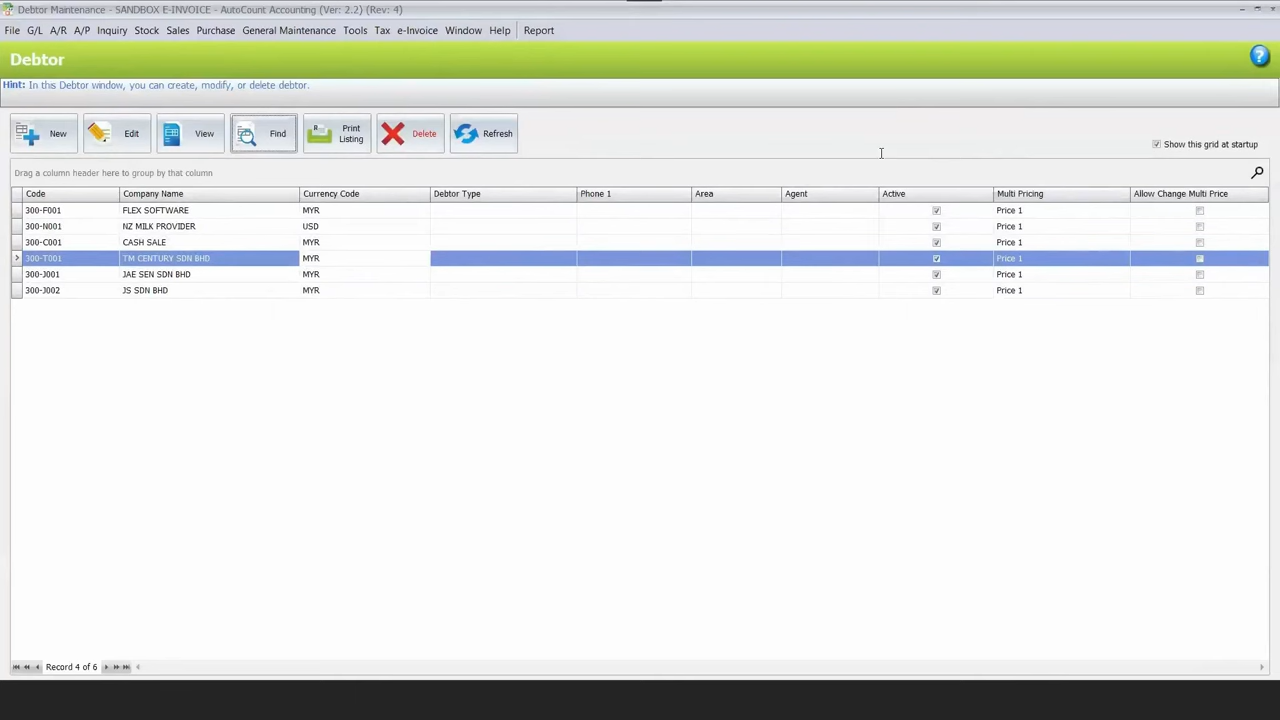 Debtor Maintenance - SANDBOX E-INVOICE - AutoCount Accounting (Ver: 2.2) (Rev: 4)
File G/L A/R A/P Inquiry Stock Sales Purchase General Maintenance Tools Tax e-Invoice Window Help Report
Debtor
Hint: In this Debtor window, you can create, modify, or delete debtor.
New Edit View Find Print Listing Delete Refresh
Show this grid at startup
Drag a column header here to group by that column
Code Company Name Currency Code Debtor Type Phone 1 Area Agent Active Multi Pricing Allow Change Multi Price
300-F001 FLEX SOFTWARE MYR Price 1
300-N001 NZ MILK PROVIDER USD Price 1
300-C001 CASH SALE MYR Price 1
300-T001 TM CENTURY SDN BHD MYR Price 1
300-J001 JAE SEN SDN BHD MYR Price 1
300-J002 JS SDN BHD MYR Price 1
Record 4 of 6